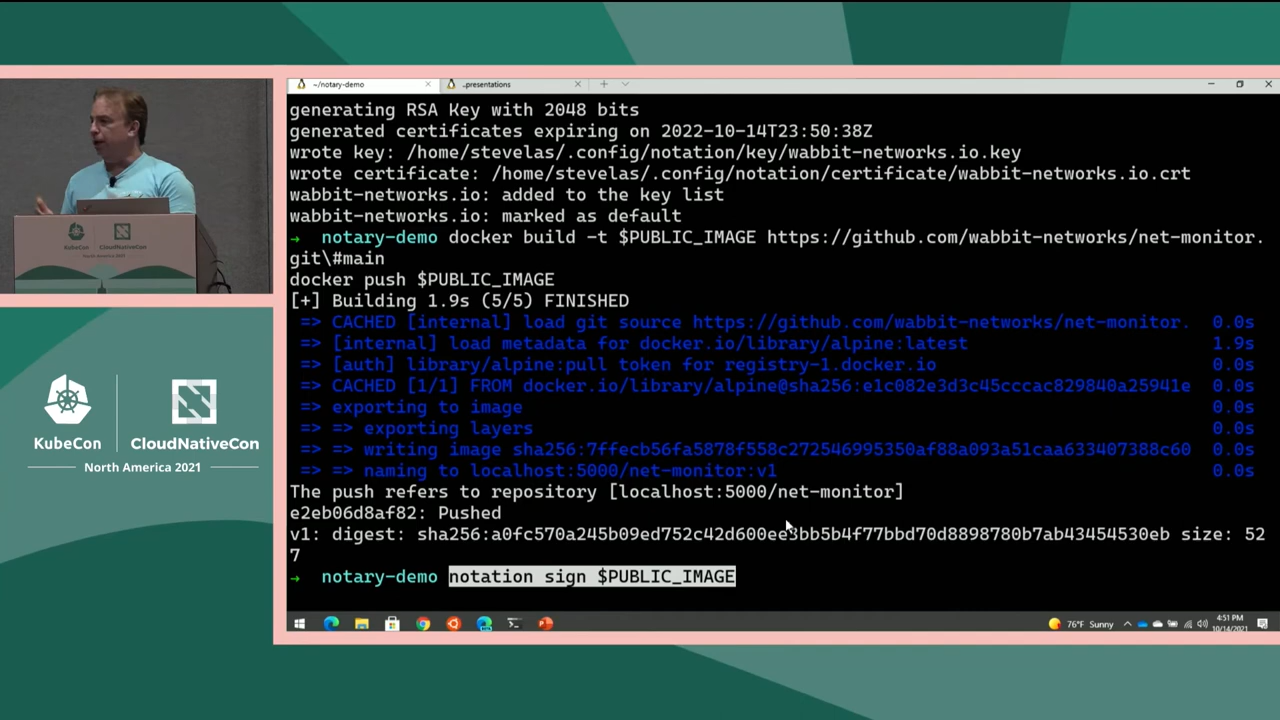 ~/notary-demo
..presentations
generating RSA Key with 2048 bits
generated certificates expiring on 2022-10-14T23:50:38Z
wrote key: /home/stevelas/.config/notation/key/wabbit-networks.io.key
wrote certificate: /home/stevelas/.config/notation/certificate/wabbit-networks.io.crt
wabbit-networks.io: added to the key list
wabbit-networks.io: marked as default
→ notary-demo docker build -t $PUBLIC_IMAGE https://github.com/wabbit-networks/net-monitor.
git\#main
docker push $PUBLIC_IMAGE
[+] Building 1.9s (5/5) FINISHED
=> CACHED [internal] load git source https://github.com/wabbit-networks/net-monitor. 0.0s
=> [internal] load metadata for docker.io/library/alpine:latest 1.9s
=> [auth] library/alpine:pull token for registry-1.docker.io 0.0s
=> CACHED [1/1] FROM docker.io/library/alpine@sha256:e1c082e3d3c45cccac829840a25941e 0.0s
=> exporting to image 0.0s
=> => exporting layers 0.0s
=> => writing image sha256:7ffecb56fa5878f558c272546995350af88a093a51caa633407388c60 0.0s
=> => naming to localhost:5000/net-monitor:v1 0.0s
The push refers to repository [localhost:5000/net-monitor]
e2eb06d8af82: Pushed
v1: digest: sha256:a0fc570a245b09ed752c42d600ee3bb5b4f77bbd70d8898780b7ab43454530eb size: 52
7
→ notary-demo notation sign $PUBLIC_IMAGE
76°F Sunny
4:51 PM
10/14/2021
KubeCon
CloudNativeCon
North America 2021
KubeCon
CloudNativeCon
North America 2021